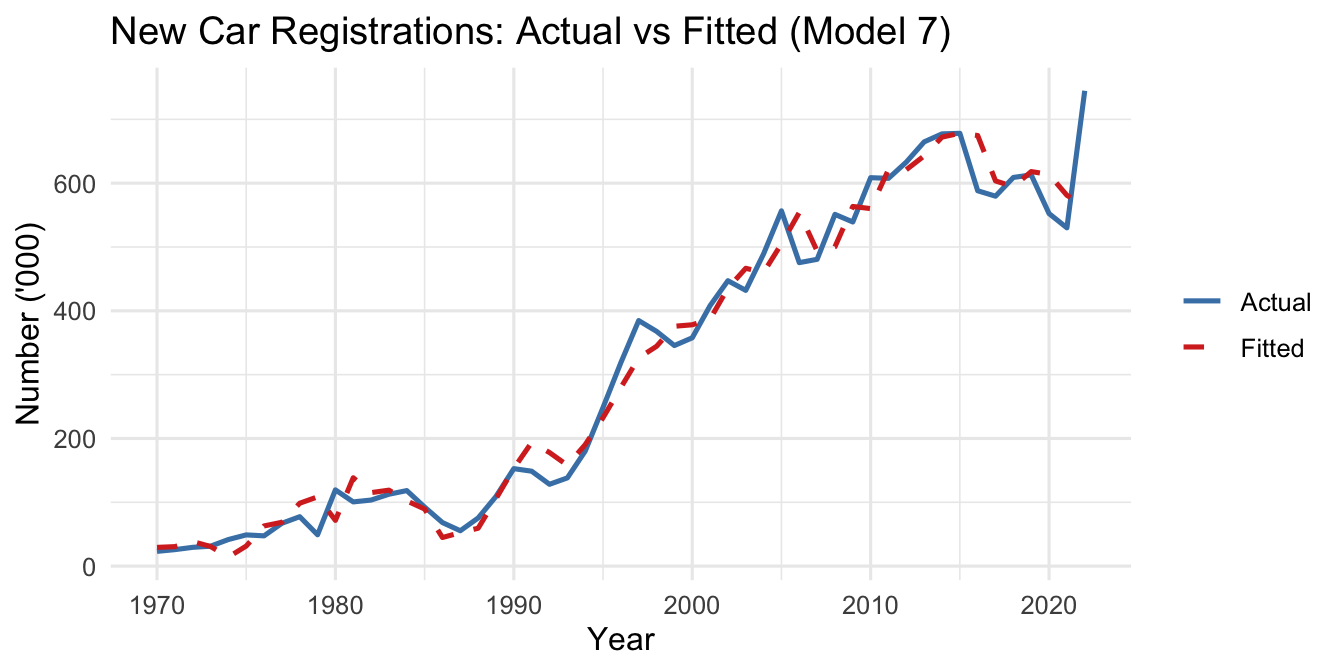 New Car Registrations: Actual vs Fitted (Model 7)
Number ('000)
600
400
200
0
1970 1980 1990 2000 2010 2020
Year
Actual
Fitted